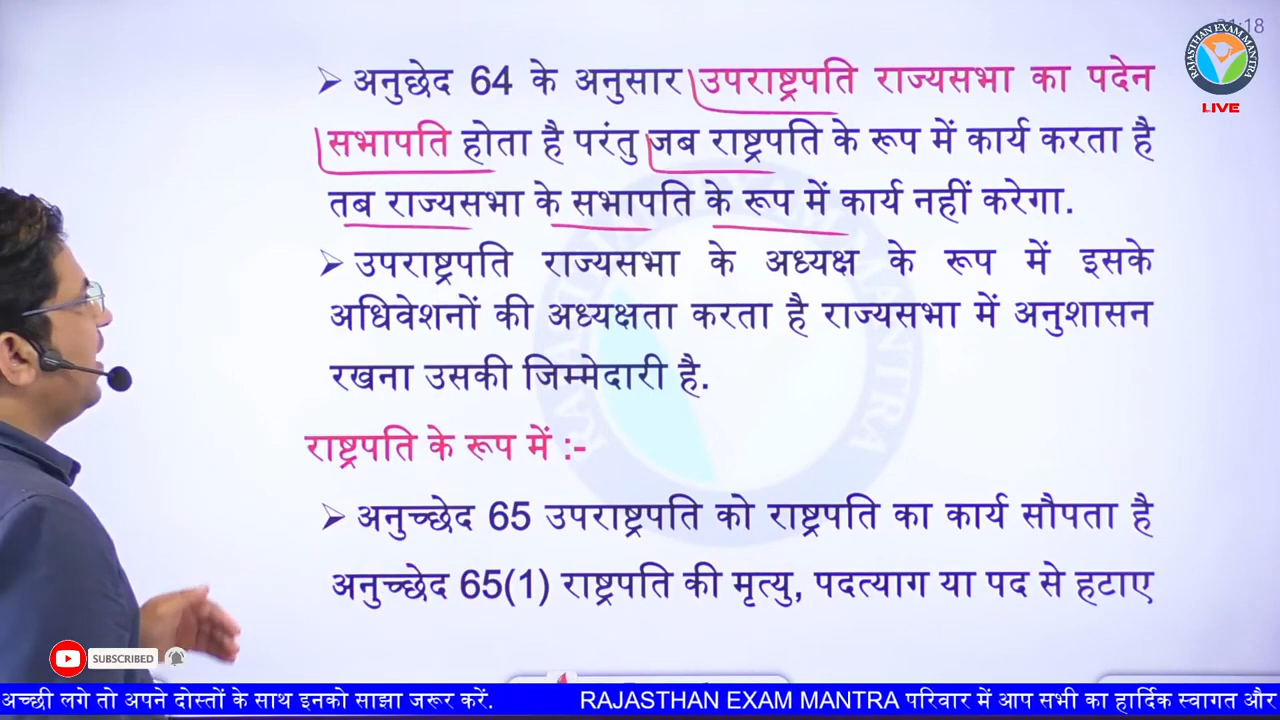 ➢ अनुछेद 64 के अनुसार उपराष्ट्रपति राज्यसभा का पदेन
सभापति होता है परंतु जब राष्ट्रपति के रूप में कार्य करता है
तब राज्यसभा के सभापति के रूप में कार्य नहीं करेगा.
➢ उपराष्ट्रपति राज्यसभा के अध्यक्ष के रूप में इसके
अधिवेशनों की अध्यक्षता करता है राज्यसभा में अनुशासन
रखना उसकी जिम्मेदारी है.
राष्ट्रपति के रूप में :-
➢ अनुच्छेद 65 उपराष्ट्रपति को राष्ट्रपति का कार्य सौपता है
अनुच्छेद 65(1) राष्ट्रपति की मृत्यु, पदत्याग या पद से हटाए
RAJASTHAN EXAM MANTRA
LIVE
SUBSCRIBED
अच्छी लगे तो अपने दोस्तों के साथ इनको साझा जरूर करें. RAJASTHAN EXAM MANTRA परिवार में आप सभी का हार्दिक स्वागत और